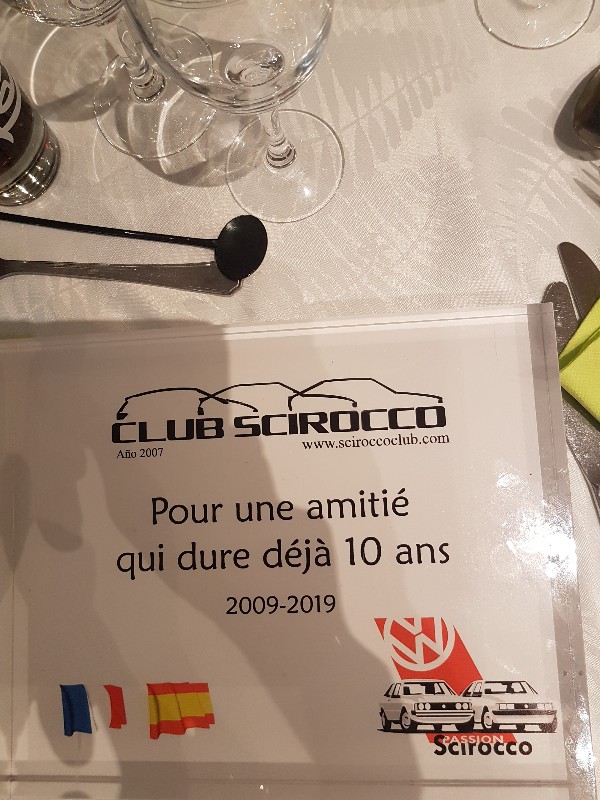 CLUB SCIROCCO
Año 2007
www.sciroccoclub.com
Pour une amitié
qui dure déjà 10 ans
2009-2019
PASSION
Scirocco